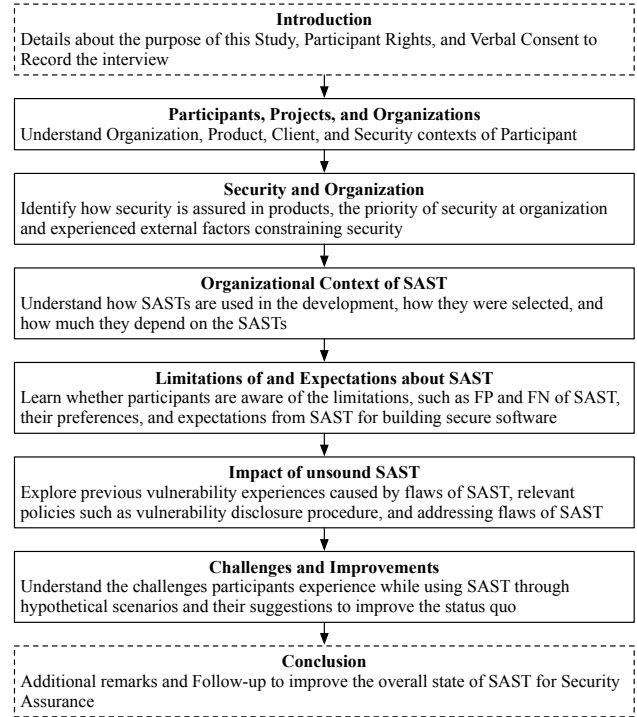 Introduction
Details about the purpose of this Study, Participant Rights, and Verbal Consent to
Record the interview
Participants, Projects, and Organizations
Understand Organization, Product, Client, and Security contexts of Participant
Security and Organization
Identify how security is assured in products, the priority of security at organization
and experienced external factors constraining security
Organizational Context of SAST
Understand how SASTs are used in the development, how they were selected, and
how much they depend on the SASTs
Limitations of and Expectations about SAST
Learn whether participants are aware of the limitations, such as FP and FN of SAST,
their preferences, and expectations from SAST for building secure software
Impact of unsound SAST
Explore previous vulnerability experiences caused by flaws of SAST, relevant
policies such as vulnerability disclosure procedure, and addressing flaws of SAST
Challenges and Improvements
Understand the challenges participants experience while using SAST through
hypothetical scenarios and their suggestions to improve the status quo
Conclusion
Additional remarks and Follow-up to improve the overall state of SAST for Security
Assurance